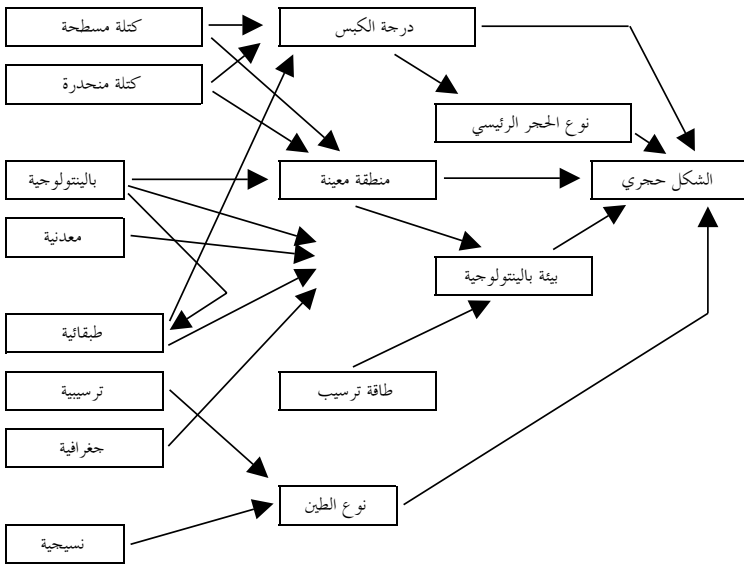 كتلة مسطحة
درجة الكبس
كتلة منحدرة
نوع الحجر الرئيسي
بالينتولوجية
منطقة معينة
الشكل حجري
معدنية
بيئة بالينتولوجية
طبقائية
ترسيبية
طاقة ترسيب
جغرافية
نوع الطين
نسيجية